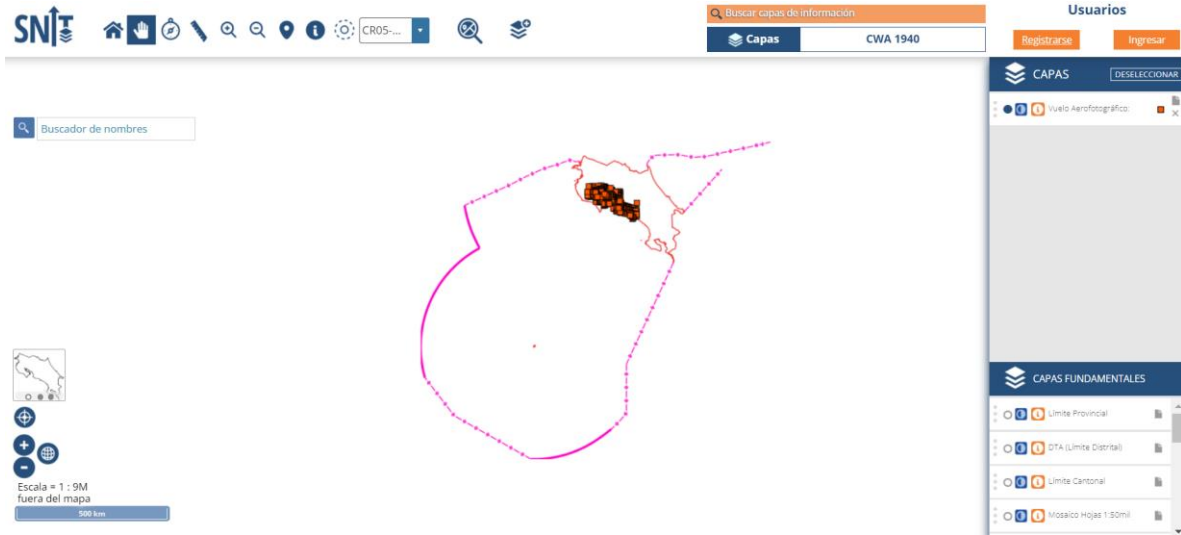 SNIT
CR05-...
Buscar capas de información
Capas
CWA 1940
Usuarios
Registrarse
Ingresar
CAPAS
DESELECCIONAR
Vuelo Aerofotográfico:
Buscador de nombres
CAPAS FUNDAMENTALES
Límite Provincial
DTA (Límite Distrital)
Límite Cantonal
Mosaico Hojas 1:50mil
Escala = 1 : 9M
fuera del mapa
500 km